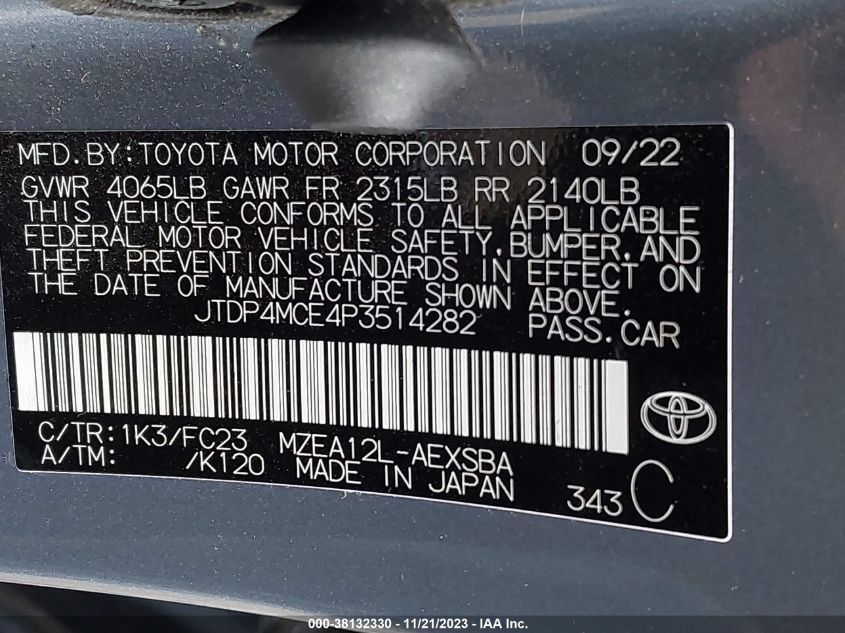 MFD.BY:TOYOTA MOTOR CORPORATION 09/22
GVWR 4065LB GAWR FR 2315LB RR 2140LB
THIS VEHICLE CONFORMS TO ALL APPLICABLE
FEDERAL MOTOR VEHICLE SAFETY,BUMPER,AND
THEFT PREVENTION STANDARDS IN EFFECT ON
THE DATE OF MANUFACTURE SHOWN ABOVE.
JTDP4MCE4P3514282 PASS.CAR
C/TR:1K3/FC23 MZEA12L-AEXSBA
A/TM: /K120 MADE IN JAPAN
343 C
000-38132330 — 11/21/2023 — IAA Inc.